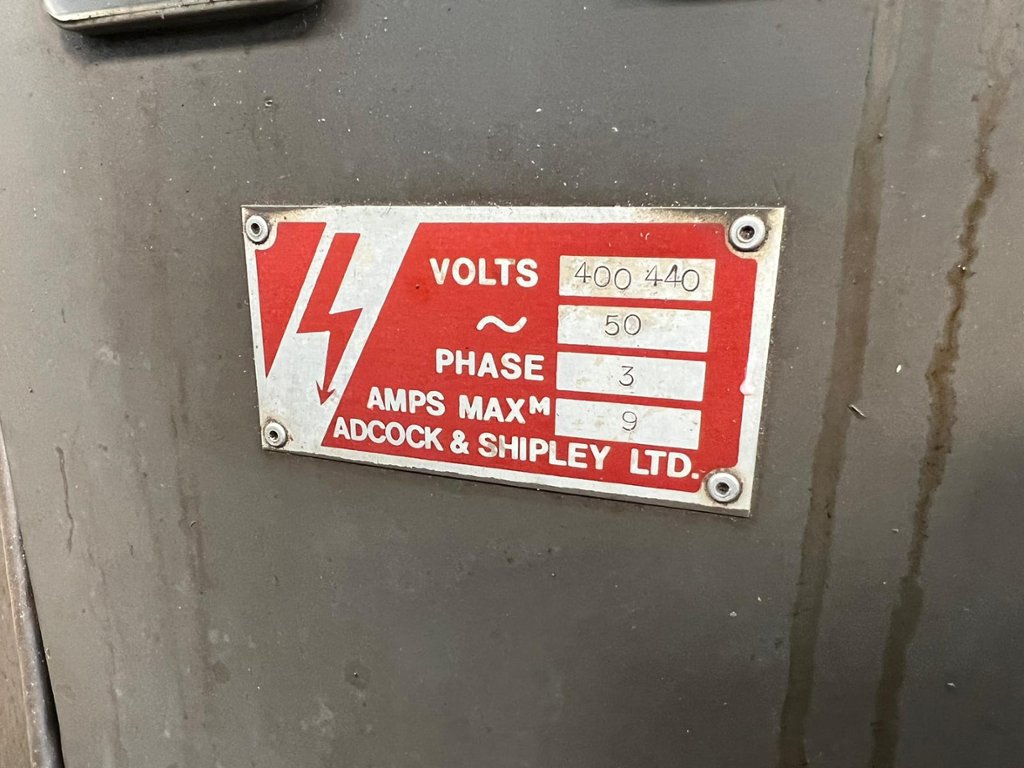 VOLTS 400 440
~ 50
PHASE 3
AMPS MAXᴹ 9
ADCOCK & SHIPLEY LTD.